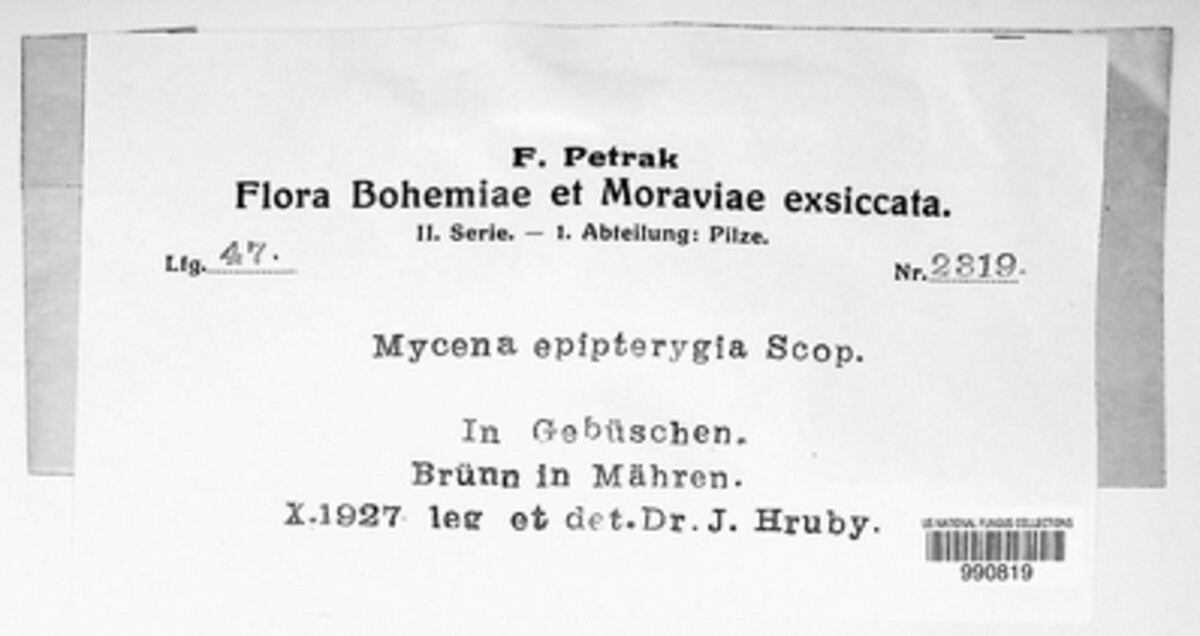 F. Petrak
Flora Bohemiae et Moraviae exsiccata.
II. Serie. — 1. Abteilung: Pilze.
Lfg. 47. Nr. 2319.
Mycena epipterygia Scop.
In Gebüschen.
Brünn in Mähren.
X.1927 leg et det. Dr. J. Hruby.
US NATIONAL FUNGUS COLLECTIONS
990819